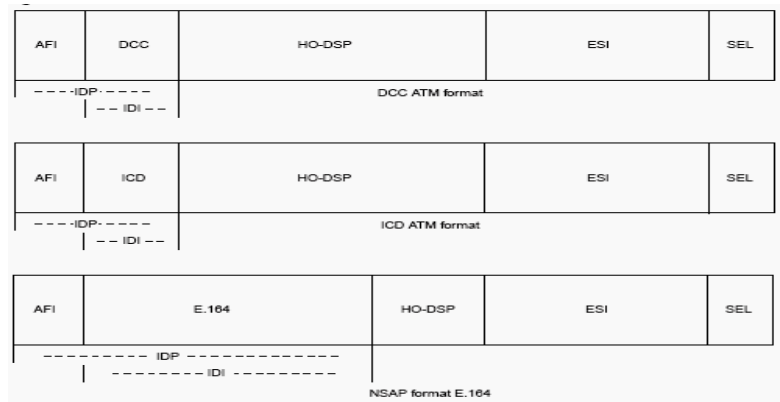 AFI DCC HO-DSP ESI SEL
----IDP-----
-- IDI --
DCC ATM format
AFI ICD HO-DSP ESI SEL
----IDP-----
-- IDI --
ICD ATM format
AFI E.164 HO-DSP ESI SEL
---------- IDP ---------------
--------IDI ---------
NSAP format E.164